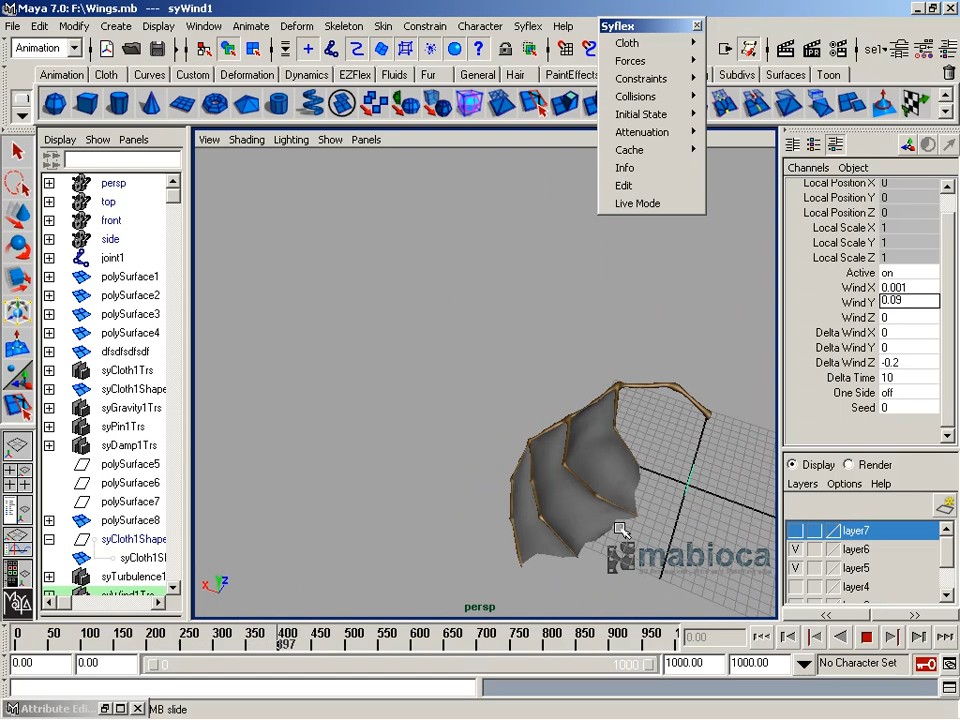 Maya 7.0: F:\Wings.mb --- syWind1
File Edit Modify Create Display Window Animate Deform Skeleton Skin Constrain Character Syflex Help
Syflex
Animation
sel
Cloth
Forces
Constraints
Collisions
Initial State
Attenuation
Cache
Info
Edit
Live Mode
Animation Cloth Curves Custom Deformation Dynamics EZFlex Fluids Fur General Hair PaintEffects Subdivs Surfaces Toon
Display Show Panels
View Shading Lighting Show Panels
persp
top
front
side
joint1
polySurface1
polySurface2
polySurface3
polySurface4
dfsdfsdfsdf
syCloth1Trs
syCloth1Shape
syGravity1Trs
syPin1Trs
syDamp1Trs
polySurface5
polySurface6
polySurface7
polySurface8
syCloth1Shape
syCloth1Sl
syTurbulence1
syWind1Trs
mabioca
x y z
persp
Channels Object
Local Position X 0
Local Position Y 0
Local Position Z 0
Local Scale X 1
Local Scale Y 1
Local Scale Z 1
Active on
Wind X 0.001
Wind Y 0.09
Wind Z 0
Delta Wind X 0
Delta Wind Y 0
Delta Wind Z -0.2
Delta Time 10
One Side off
Seed 0
Display Render
Layers Options Help
layer7
V layer6
V layer5
layer4
0 50 100 150 200 250 300 350 400 450 500 550 600 650 700 750 800 850 900 950
397
0.00
0.00 0.00 0 1000 1000.00 1000.00 No Character Set
Attribute Edi...
MB slide